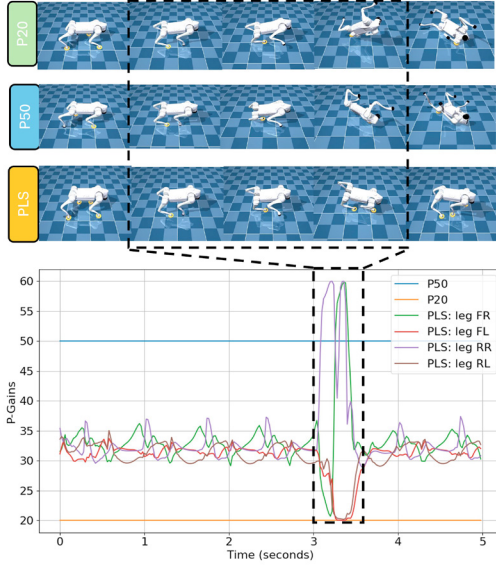 P20
P50
PLS
60
55
50
45
40
35
30
25
20
P-Gains
P50
P20
PLS: leg FR
PLS: leg FL
PLS: leg RR
PLS: leg RL
0
1
2
3
4
5
Time (seconds)